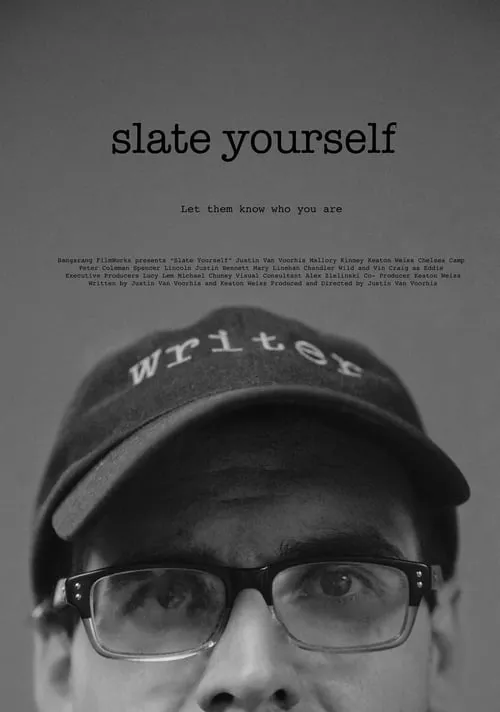 slate yourself
Let them know who you are
Bangarang FilmWorks presents "Slate Yourself" Justin Van Voorhis Mallory Kinney Keaton Weiss Chelsea Camp
Peter Coleman Spencer Lincoln Justin Bennett Mary Linehan Chandler Wild and Vin Craig as Eddie
Executive Producers Lucy Lem Michael Chuney Visual Consultant Alex Zielinski Co- Producer Keaton Weiss
Written by Justin Van Voorhis and Keaton Weiss Produced and Directed by Justin Van Voorhis
writer